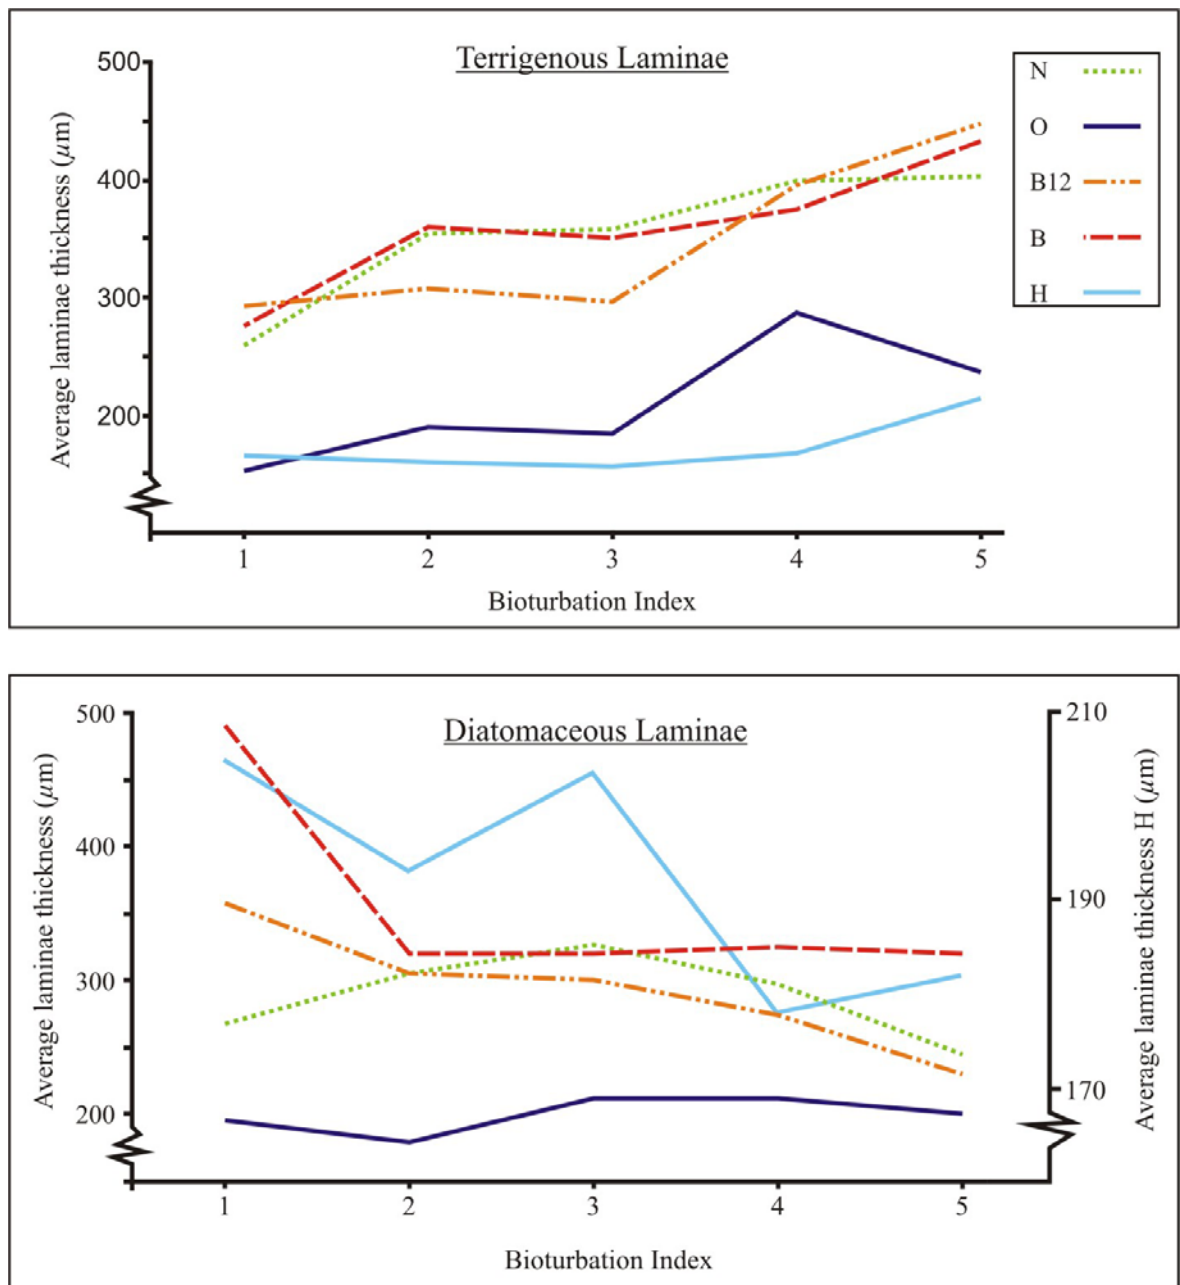 Terrigenous Laminae
Average laminae thickness (μm)
500
400
300
200
1 2 3 4 5
Bioturbation Index
N
O
B12
B
H
Diatomaceous Laminae
Average laminae thickness (μm)
500
400
300
200
210
190
170
Average laminae thickness H (μm)
1 2 3 4 5
Bioturbation Index